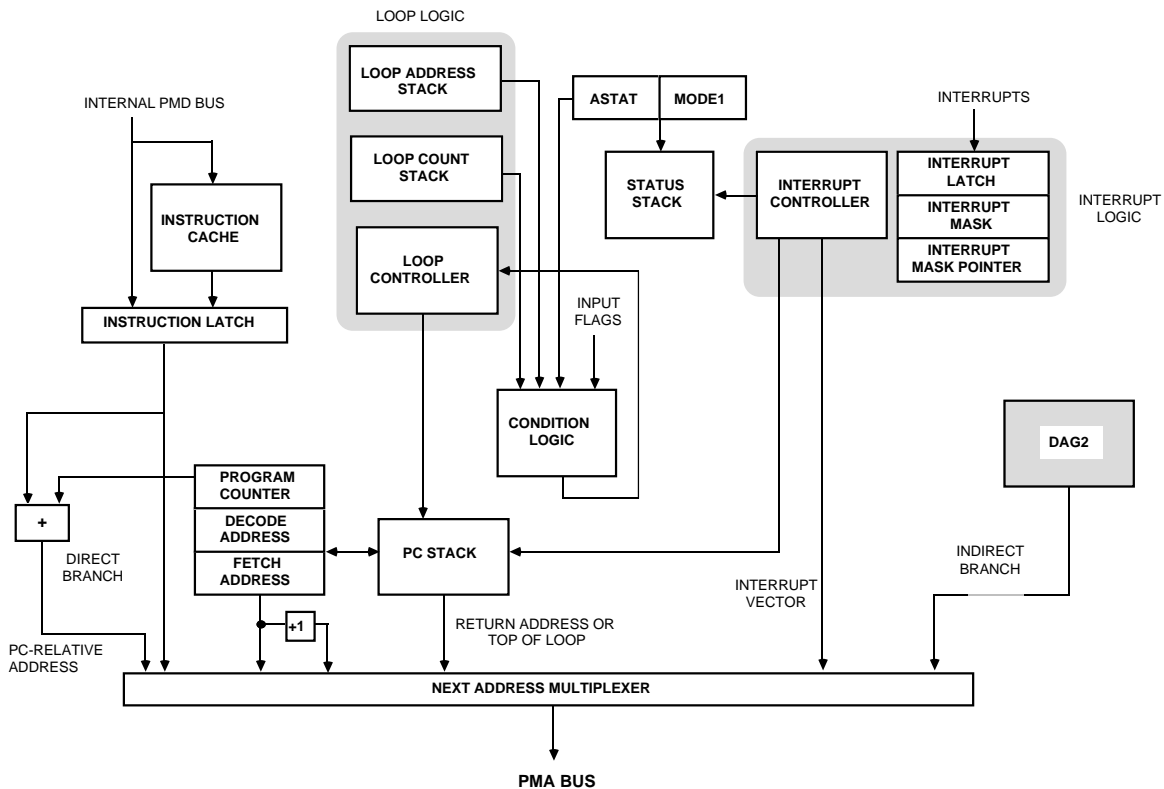 LOOP LOGIC
LOOP ADDRESS
STACK
INTERNAL PMD BUS
ASTAT
MODE1
INTERRUPTS
LOOP COUNT
STACK
STATUS
STACK
INTERRUPT
CONTROLLER
INTERRUPT
LATCH
INTERRUPT
MASK
INTERRUPT
MASK POINTER
INTERRUPT
LOGIC
INSTRUCTION
CACHE
LOOP
CONTROLLER
INPUT
FLAGS
INSTRUCTION LATCH
CONDITION
LOGIC
DAG2
PROGRAM
COUNTER
DECODE
ADDRESS
FETCH
ADDRESS
+
DIRECT
BRANCH
PC STACK
INTERRUPT
VECTOR
INDIRECT
BRANCH
+1
RETURN ADDRESS OR
TOP OF LOOP
PC-RELATIVE
ADDRESS
NEXT ADDRESS MULTIPLEXER
PMA BUS